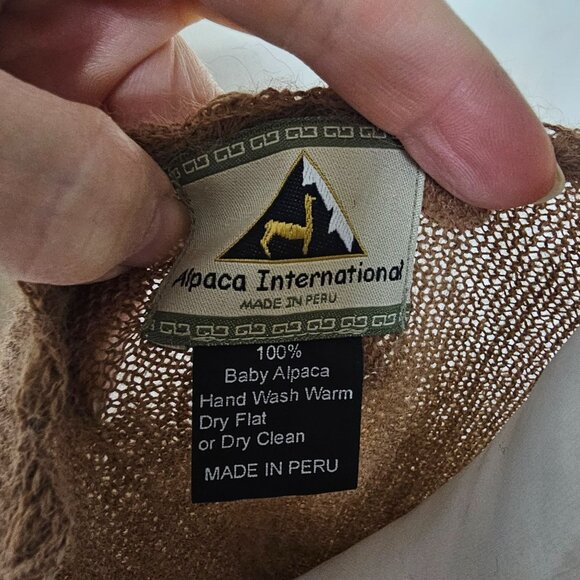 Alpaca International
MADE IN PERU
100%
Baby Alpaca
Hand Wash Warm
Dry Flat
or Dry Clean
MADE IN PERU